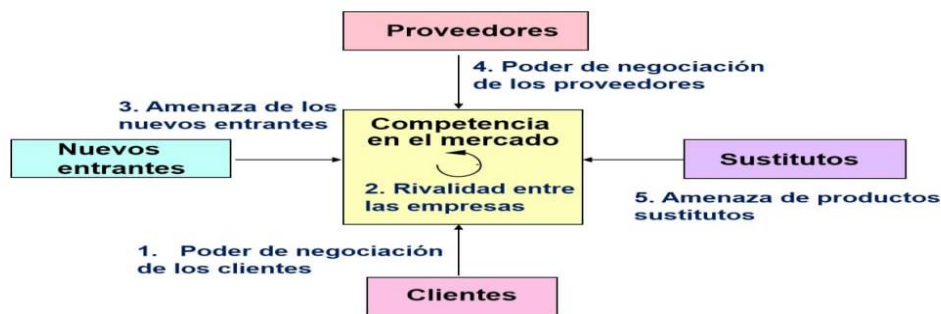 Proveedores
4. Poder de negociación
de los proveedores
3. Amenaza de los
nuevos entrantes
Competencia
en el mercado
Nuevos
entrantes
Sustitutos
2. Rivalidad entre
las empresas
5. Amenaza de productos
sustitutos
1. Poder de negociación
de los clientes
Clientes